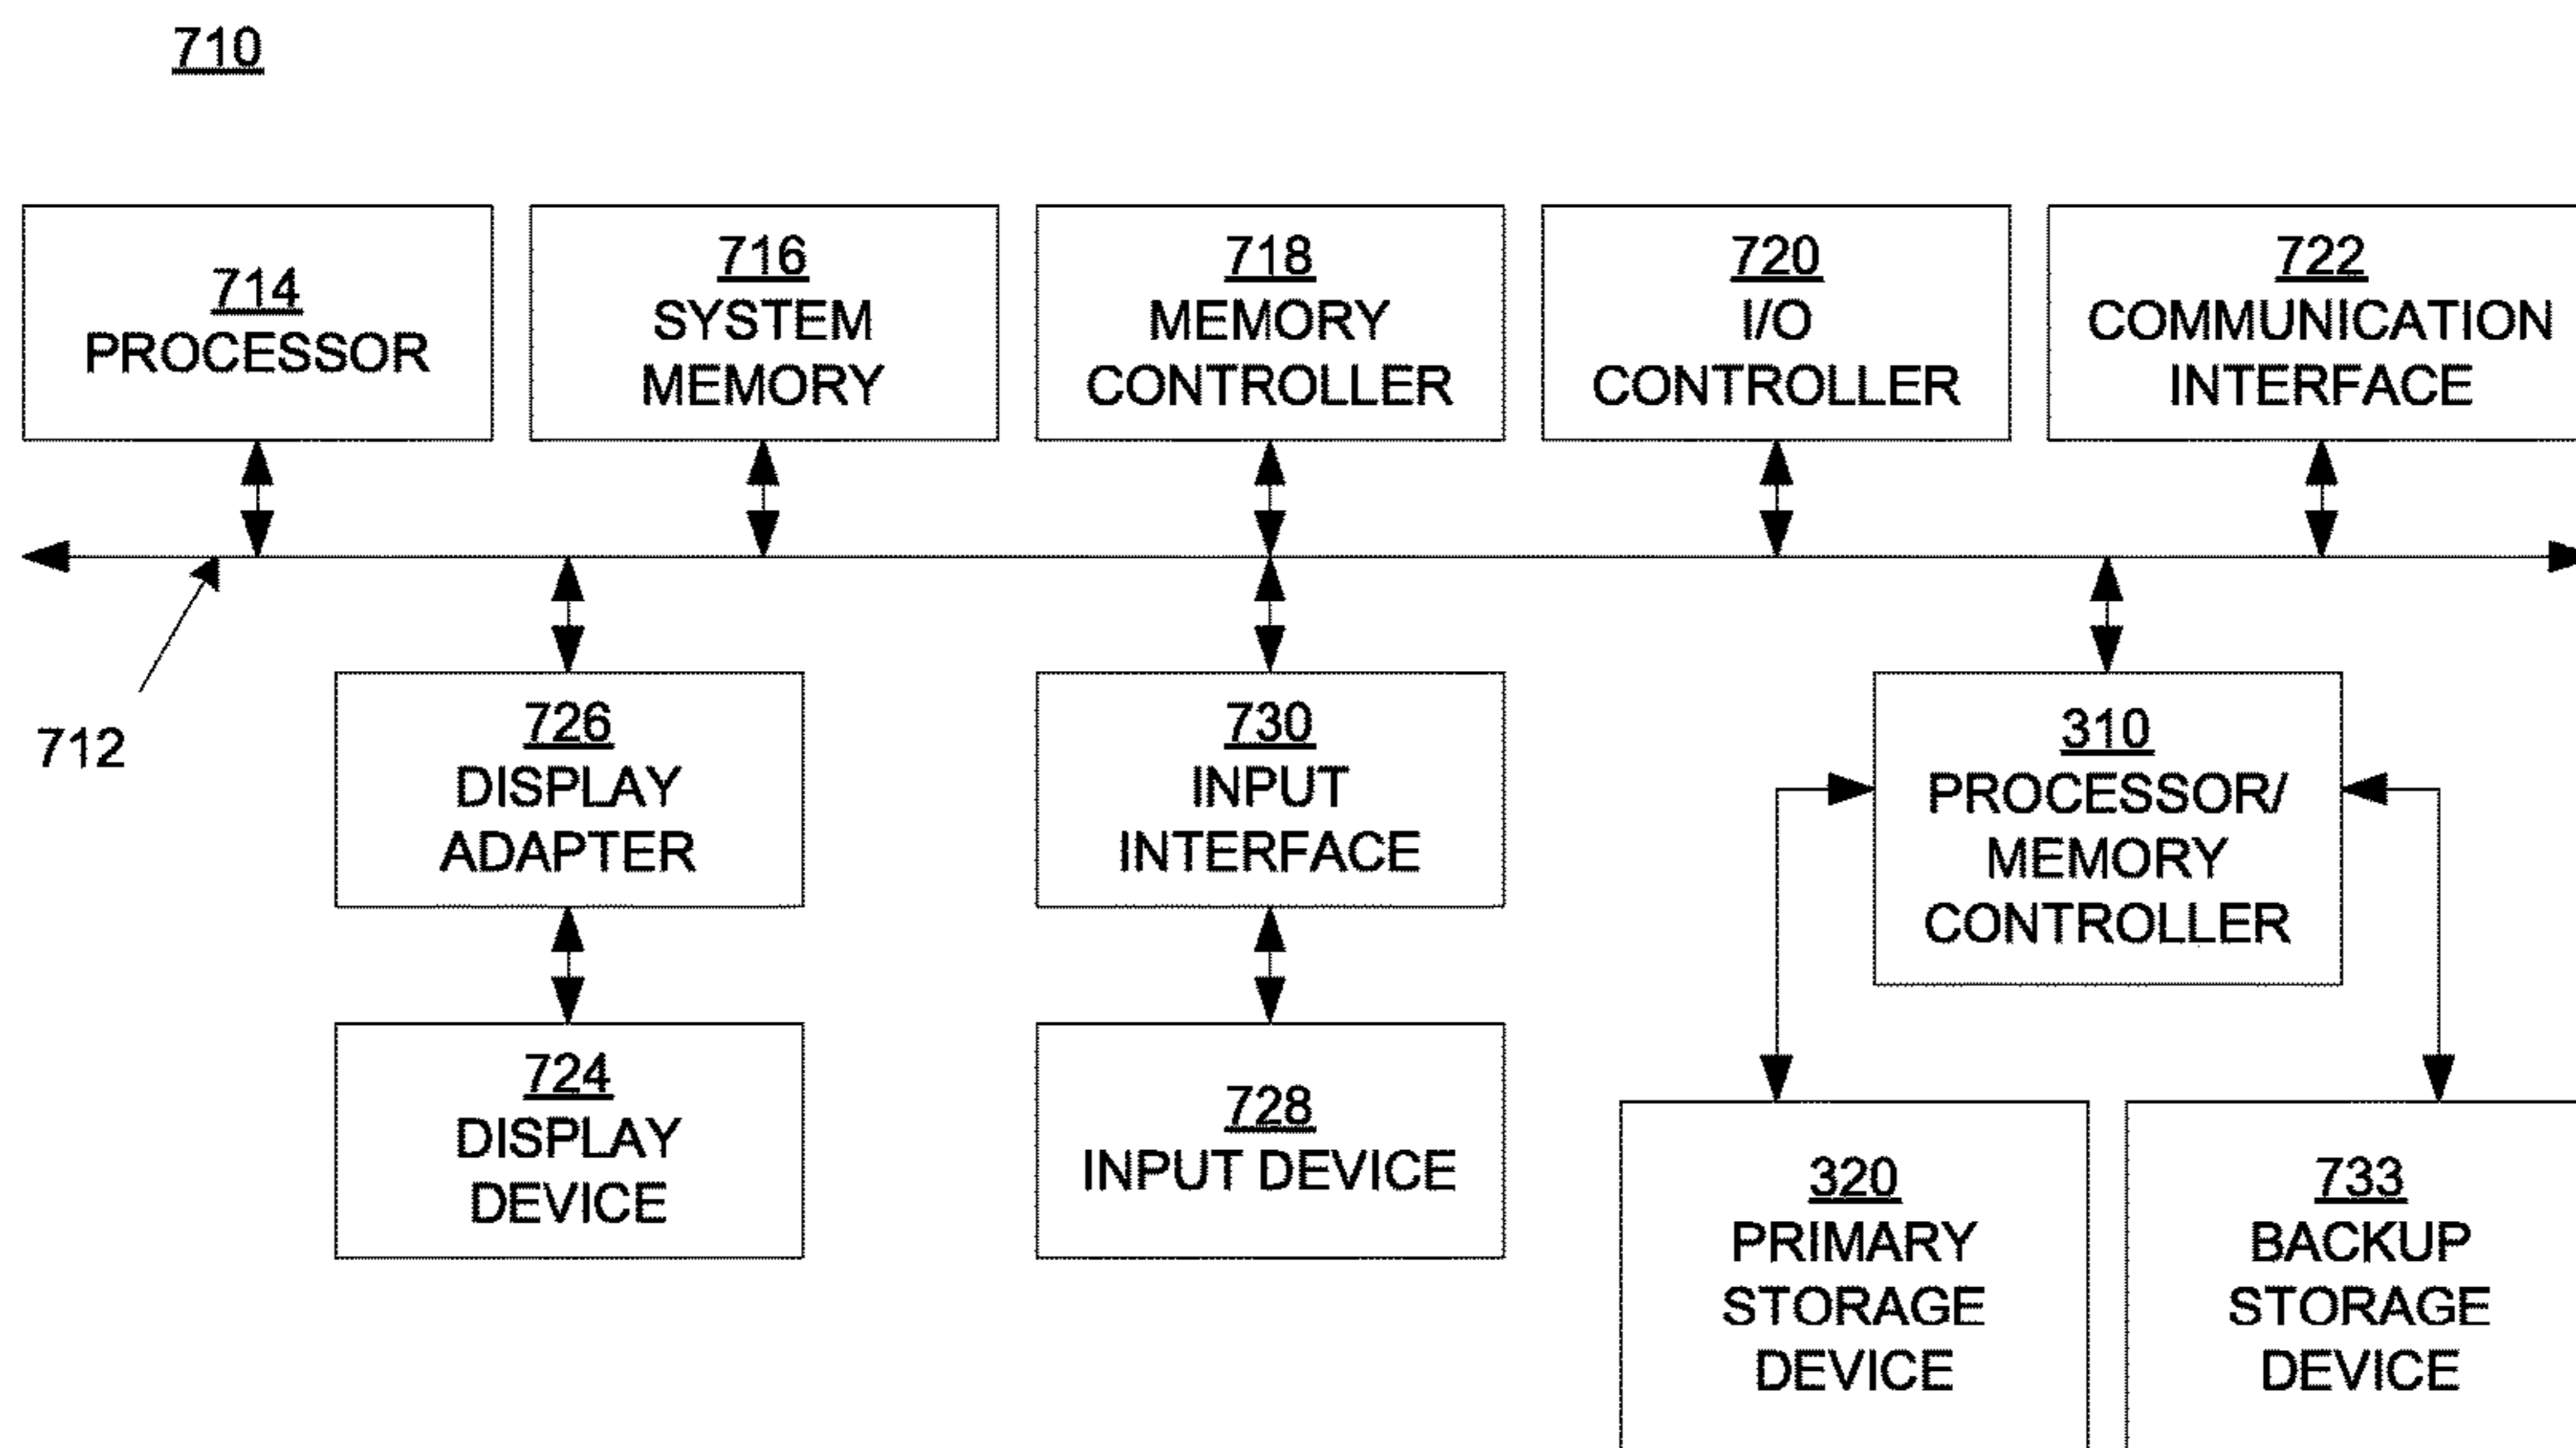 710
714
PROCESSOR
716
SYSTEM
MEMORY
718
MEMORY
CONTROLLER
720
I/O
CONTROLLER
722
COMMUNICATION
INTERFACE
712
726
DISPLAY
ADAPTER
730
INPUT
INTERFACE
310
PROCESSOR/
MEMORY
CONTROLLER
724
DISPLAY
DEVICE
728
INPUT DEVICE
320
PRIMARY
STORAGE
DEVICE
733
BACKUP
STORAGE
DEVICE